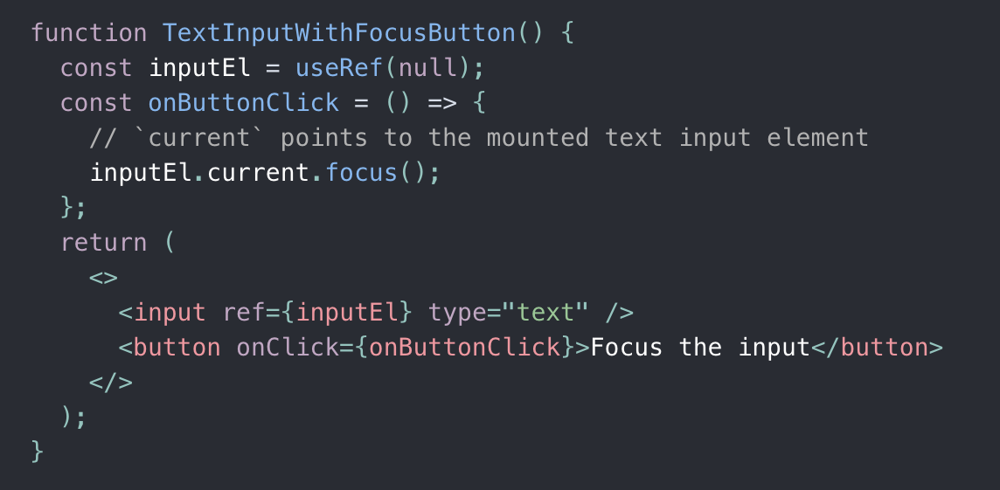 function TextInputWithFocusButton() {
  const inputEl = useRef(null);
  const onButtonClick = () => {
    // `current` points to the mounted text input element
    inputEl.current.focus();
  };
  return (
    <>
      <input ref={inputEl} type="text" />
      <button onClick={onButtonClick}>Focus the input</button>
    </>
  );
}